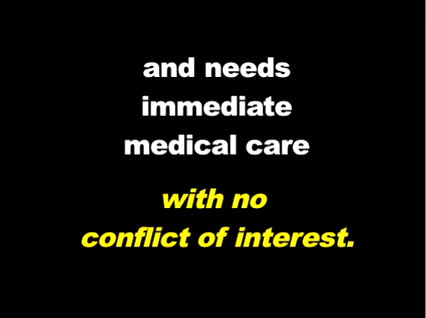 and needs
immediate
medical care
with no
conflict of interest.